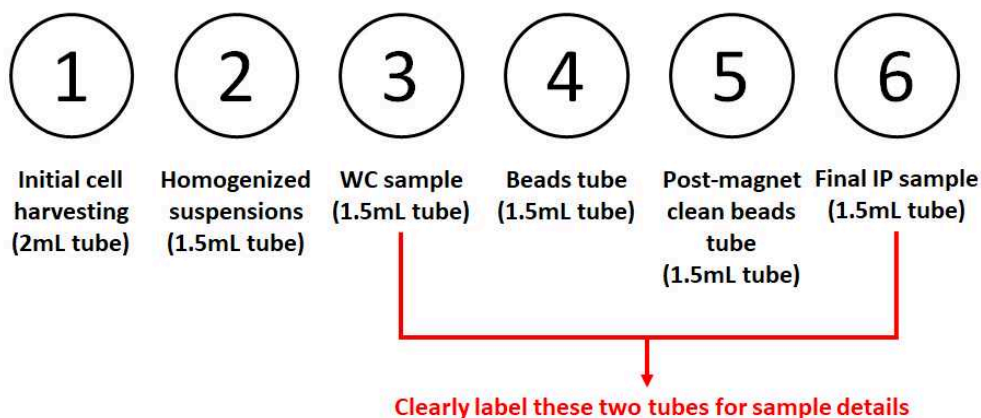 1 2 3 4 5 6
Initial cell
harvesting
(2mL tube)
Homogenized
suspensions
(1.5mL tube)
WC sample
(1.5mL tube)
Beads tube
(1.5mL tube)
Post-magnet
clean beads
tube
(1.5mL tube)
Final IP sample
(1.5mL tube)
Clearly label these two tubes for sample details